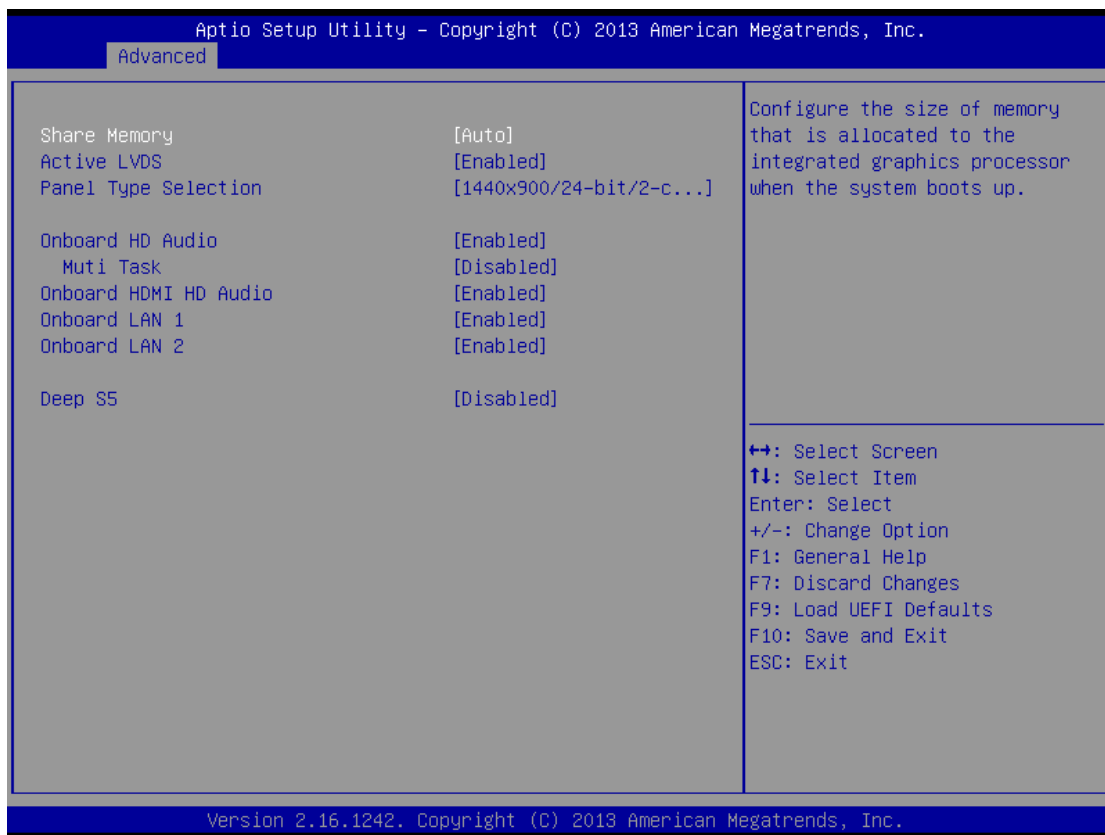 Aptio Setup Utility – Copyright (C) 2013 American Megatrends, Inc.
Advanced
Share Memory [Auto]
Active LVDS [Enabled]
Panel Type Selection [1440x900/24-bit/2-c...]
Onboard HD Audio [Enabled]
Muti Task [Disabled]
Onboard HDMI HD Audio [Enabled]
Onboard LAN 1 [Enabled]
Onboard LAN 2 [Enabled]
Deep S5 [Disabled]
Configure the size of memory
that is allocated to the
integrated graphics processor
when the system boots up.
↔: Select Screen
↑↓: Select Item
Enter: Select
+/-: Change Option
F1: General Help
F7: Discard Changes
F9: Load UEFI Defaults
F10: Save and Exit
ESC: Exit
Version 2.16.1242. Copyright (C) 2013 American Megatrends, Inc.